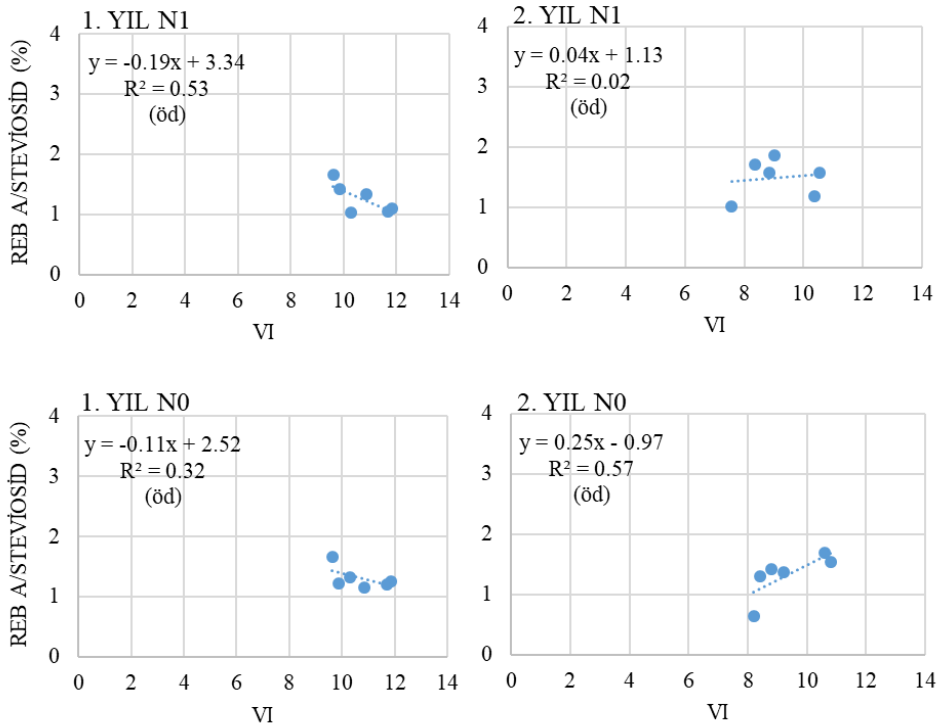 1. YIL N1
y = -0.19x + 3.34
R² = 0.53
(öd)
REB A/STEVİOSİD (%)
4
3
2
1
0
0 2 4 6 8 10 12 14
VI
2. YIL N1
y = 0.04x + 1.13
R² = 0.02
(öd)
4
3
2
1
0
0 2 4 6 8 10 12 14
VI
1. YIL N0
y = -0.11x + 2.52
R² = 0.32
(öd)
REB A/STEVİOSİD (%)
4
3
2
1
0
0 2 4 6 8 10 12 14
VI
2. YIL N0
y = 0.25x - 0.97
R² = 0.57
(öd)
4
3
2
1
0
0 2 4 6 8 10 12 14
VI